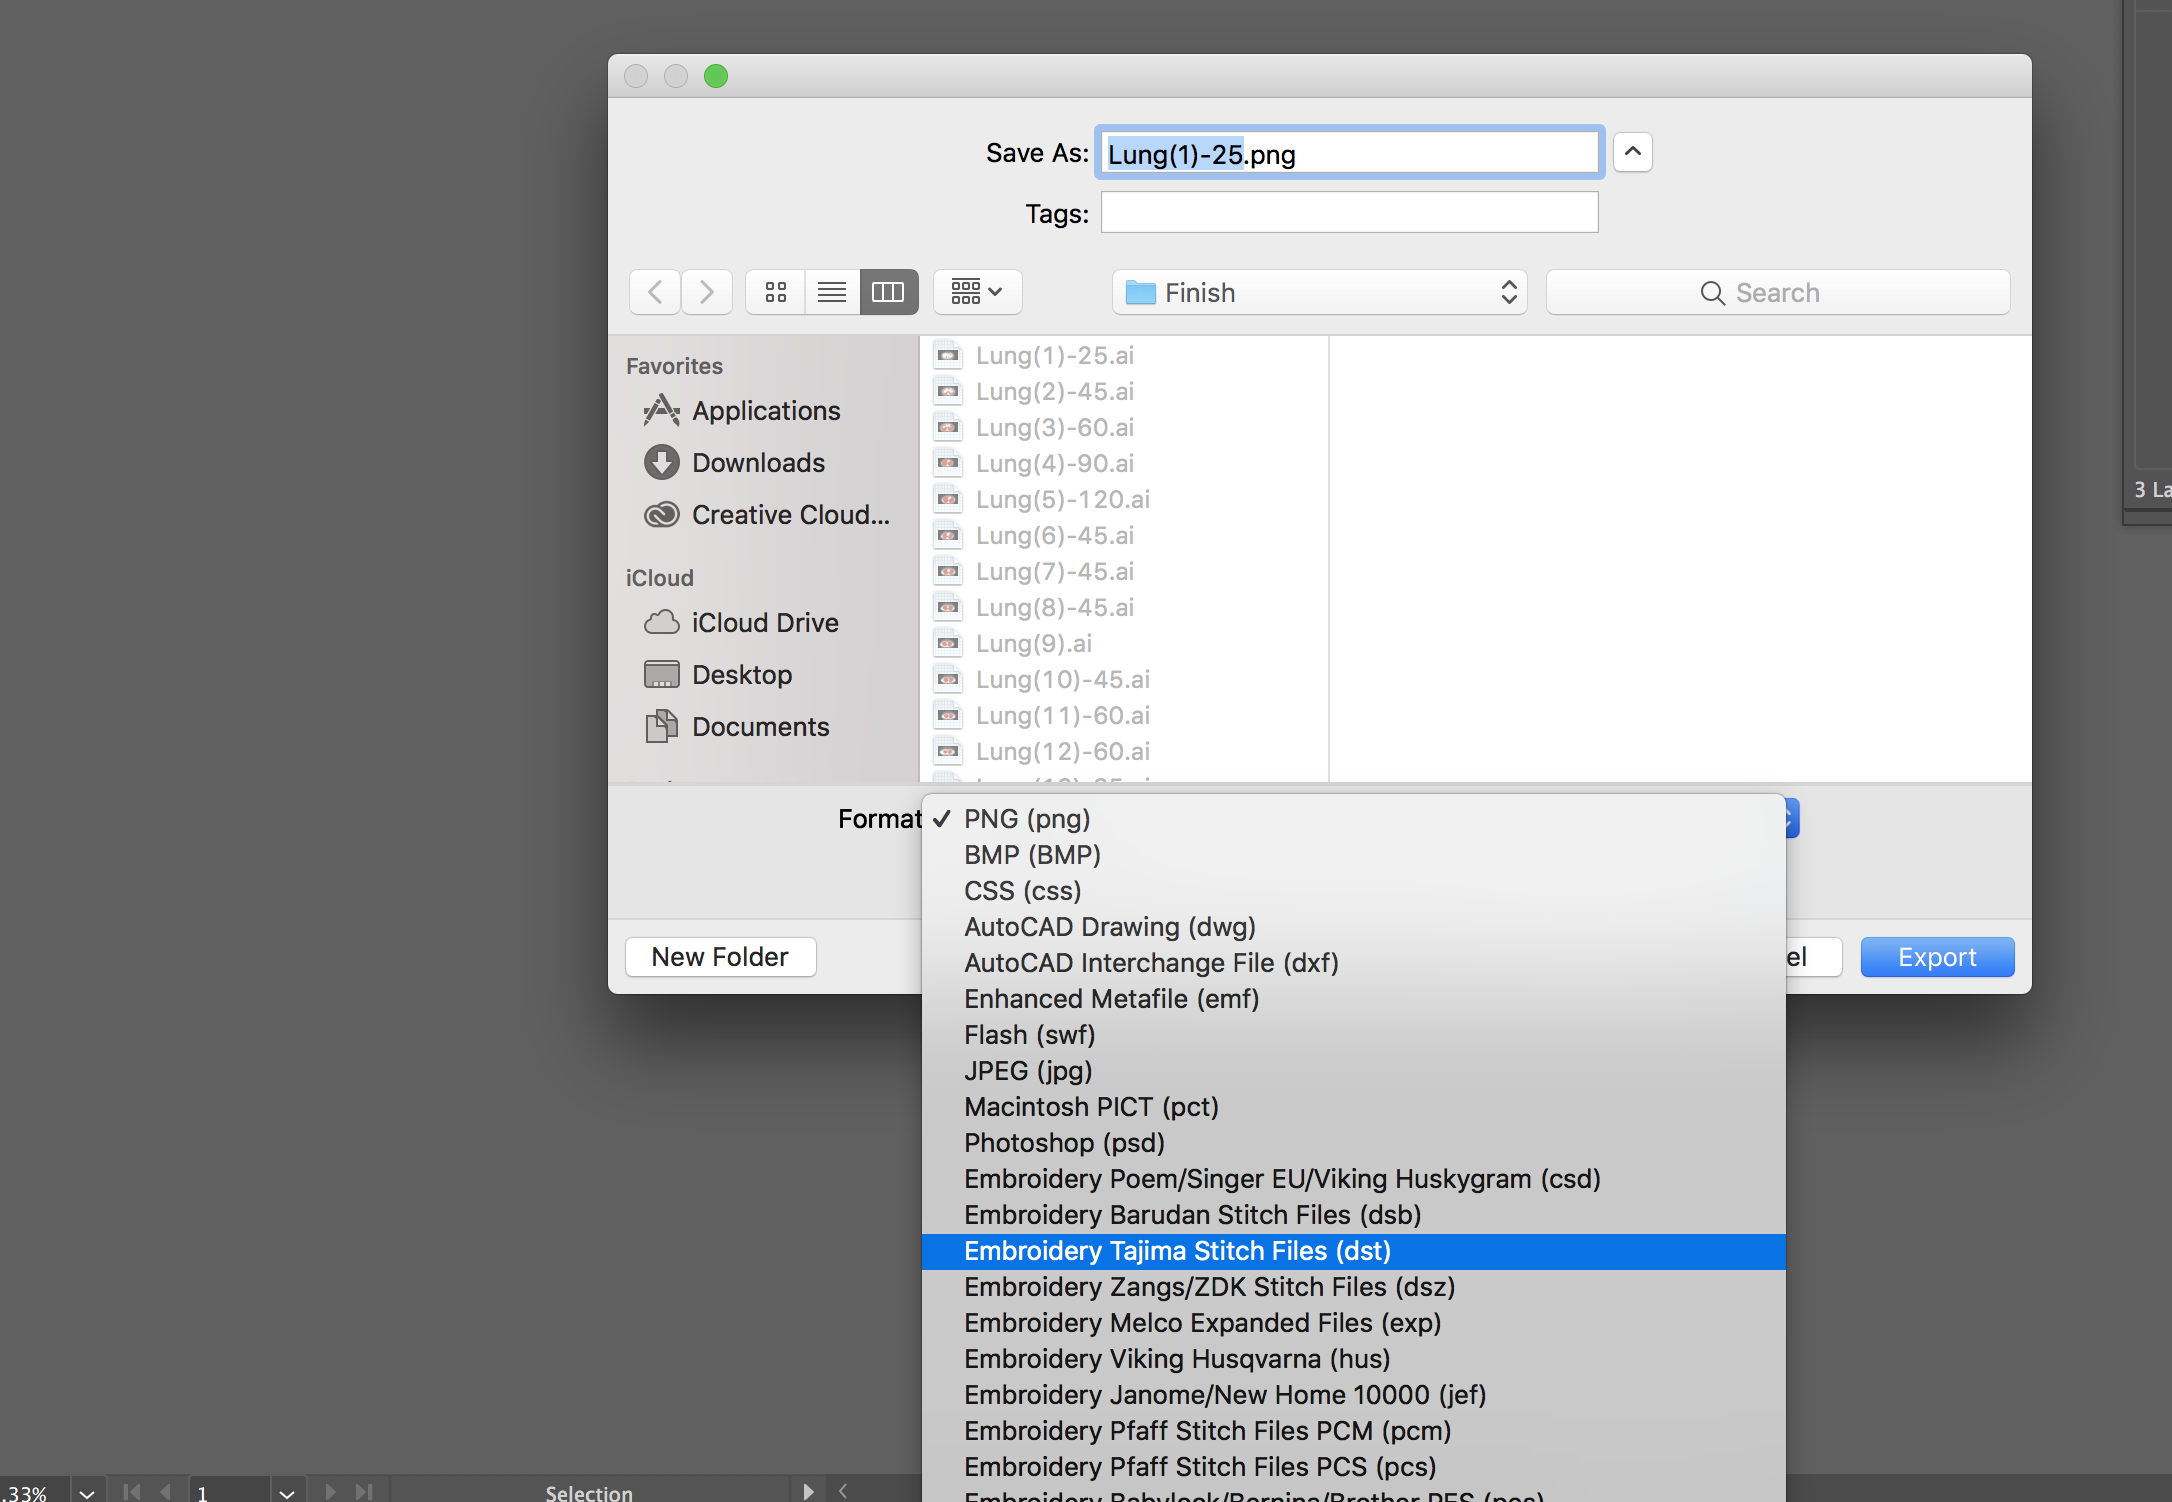 Save As: Lung(1)-25.png
Tags:
Finish
Search
Favorites
Applications
Downloads
Creative Cloud...
iCloud
iCloud Drive
Desktop
Documents
Lung(1)-25.ai
Lung(2)-45.ai
Lung(3)-60.ai
Lung(4)-90.ai
Lung(5)-120.ai
Lung(6)-45.ai
Lung(7)-45.ai
Lung(8)-45.ai
Lung(9).ai
Lung(10)-45.ai
Lung(11)-60.ai
Lung(12)-60.ai
3 La
Format
PNG (png)
BMP (BMP)
CSS (css)
AutoCAD Drawing (dwg)
AutoCAD Interchange File (dxf)
Enhanced Metafile (emf)
Flash (swf)
JPEG (jpg)
Macintosh PICT (pct)
Photoshop (psd)
Embroidery Poem/Singer EU/Viking Huskygram (csd)
Embroidery Barudan Stitch Files (dsb)
Embroidery Tajima Stitch Files (dst)
Embroidery Zangs/ZDK Stitch Files (dsz)
Embroidery Melco Expanded Files (exp)
Embroidery Viking Husqvarna (hus)
Embroidery Janome/New Home 10000 (jef)
Embroidery Pfaff Stitch Files PCM (pcm)
Embroidery Pfaff Stitch Files PCS (pcs)
Embroidery Babylock/Bernina/Brother PES (pes)
New Folder
el
Export
.33%
1
Selection